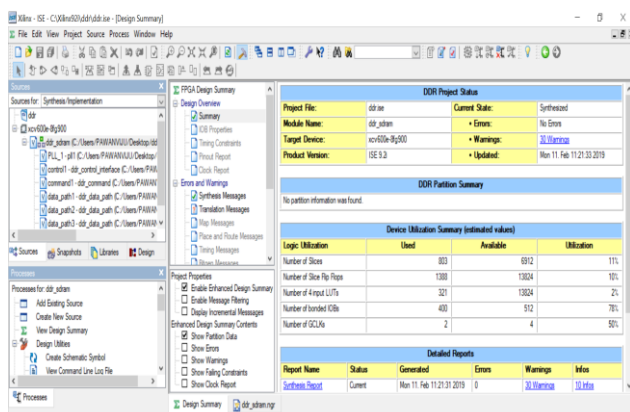 Xilinx - ISE - C:\Xilinx92i\ddr\ddr.ise - [Design Summary]
File Edit View Project Source Process Window Help
Sources
Sources for: Synthesis/Implementation
ddr
xcv600e-8fg900
ddr_sdram (C:/Users/PAWANVIJU/Desktop/dd
PLL_1 - pll1 (C:/Users/PAWANVIJU/Desktop/
control1 - ddr_control_interface (C:/Users/PAW
command1 - ddr_command (C:/Users/PAWAN
data_path1 - ddr_data_path (C:/Users/PAWAN
data_path2 - ddr_data_path (C:/Users/PAWAN
data_path3 - ddr_data_path (C:/Users/PAWAN
Sources Snapshots Libraries Design
Processes
Processes for: ddr_sdram
Add Existing Source
Create New Source
View Design Summary
Design Utilities
Create Schematic Symbol
View Command Line Log File
Processes
FPGA Design Summary
Design Overview
Summary
IOB Properties
Timing Constraints
Pinout Report
Clock Report
Errors and Warnings
Synthesis Messages
Translation Messages
Map Messages
Place and Route Messages
Timing Messages
Bitgen Messages
Project Properties
Enable Enhanced Design Summary
Enable Message Filtering
Display Incremental Messages
Enhanced Design Summary Contents
Show Partition Data
Show Errors
Show Warnings
Show Failing Constraints
Show Clock Report
Design Summary ddr_sdram.ngr
DDR Project Status
Project File: ddr.ise Current State: Synthesized
Module Name: ddr_sdram • Errors: No Errors
Target Device: xcv600e-8fg900 • Warnings: 30 Warnings
Product Version: ISE 9.2i • Updated: Mon 11. Feb 11:21:33 2019
DDR Partition Summary
No partition information was found.
Device Utilization Summary (estimated values)
Logic Utilization Used Available Utilization
Number of Slices 803 6912 11%
Number of Slice Flip Flops 1388 13824 10%
Number of 4 input LUTs 321 13824 2%
Number of bonded IOBs 400 512 78%
Number of GCLKs 2 4 50%
Detailed Reports
Report Name Status Generated Errors Warnings Infos
Synthesis Report Current Mon 11. Feb 11:21:31 2019 0 30 Warnings 10 Infos